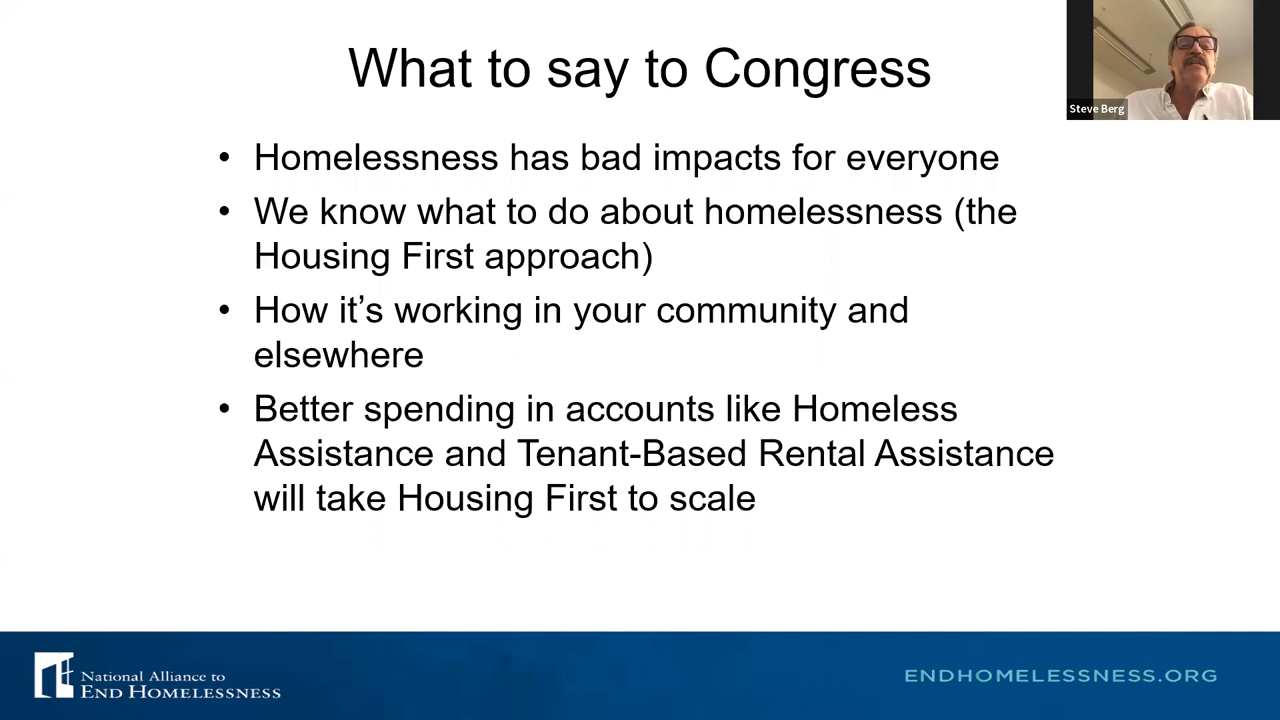 What to say to Congress
Steve Berg
• Homelessness has bad impacts for everyone
• We know what to do about homelessness (the
Housing First approach)
• How it’s working in your community and
elsewhere
• Better spending in accounts like Homeless
Assistance and Tenant-Based Rental Assistance
will take Housing First to scale
National Alliance to
END HOMELESSNESS
ENDHOMELESSNESS.ORG